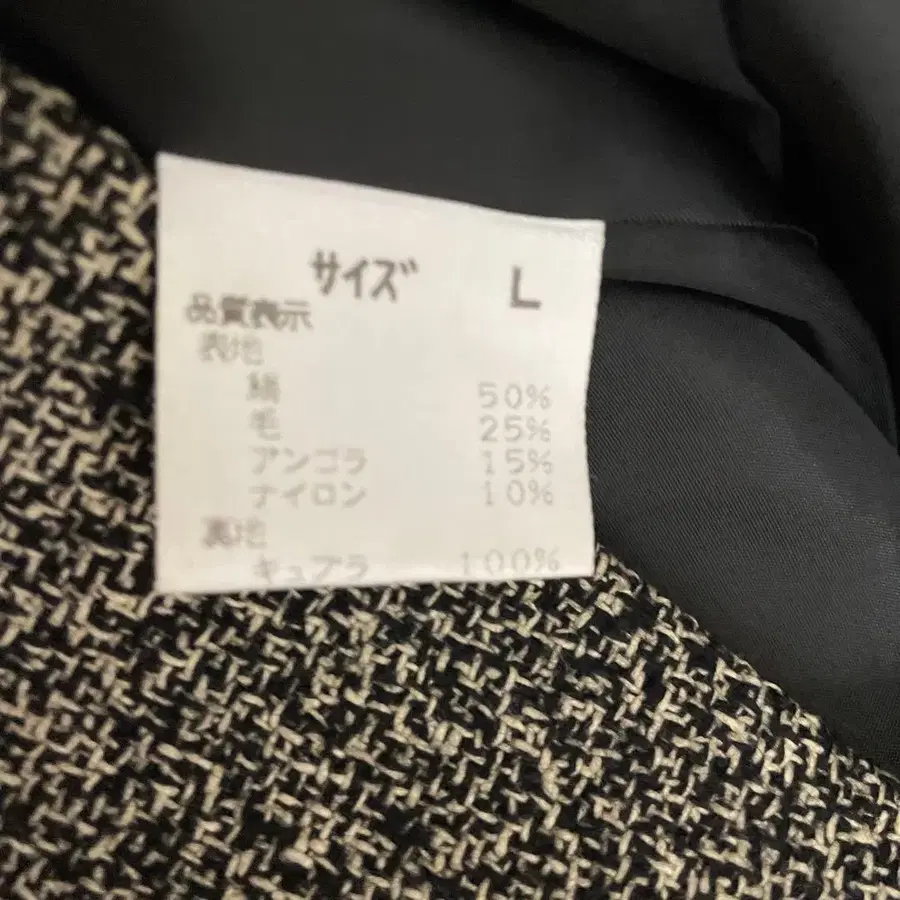 サイズ L
品質表示
表地
絹 50%
毛 25%
アンゴラ 15%
ナイロン 10%
裏地
キュプラ 100%